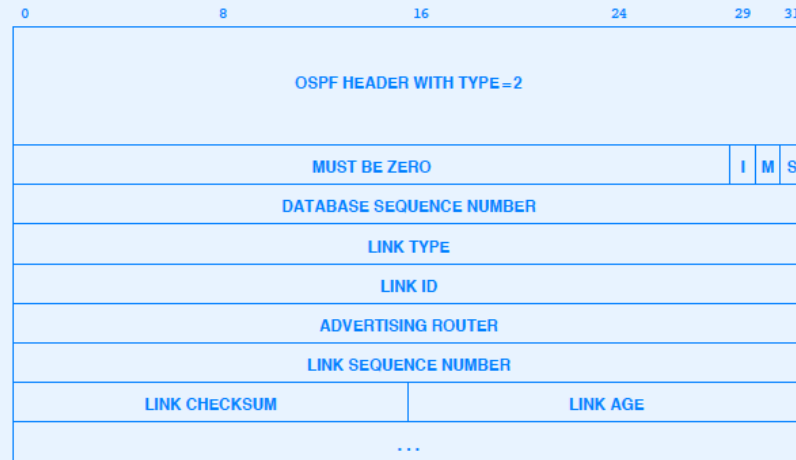 0 8 16 24 29 31
OSPF HEADER WITH TYPE=2
MUST BE ZERO I M S
DATABASE SEQUENCE NUMBER
LINK TYPE
LINK ID
ADVERTISING ROUTER
LINK SEQUENCE NUMBER
LINK CHECKSUM LINK AGE
...